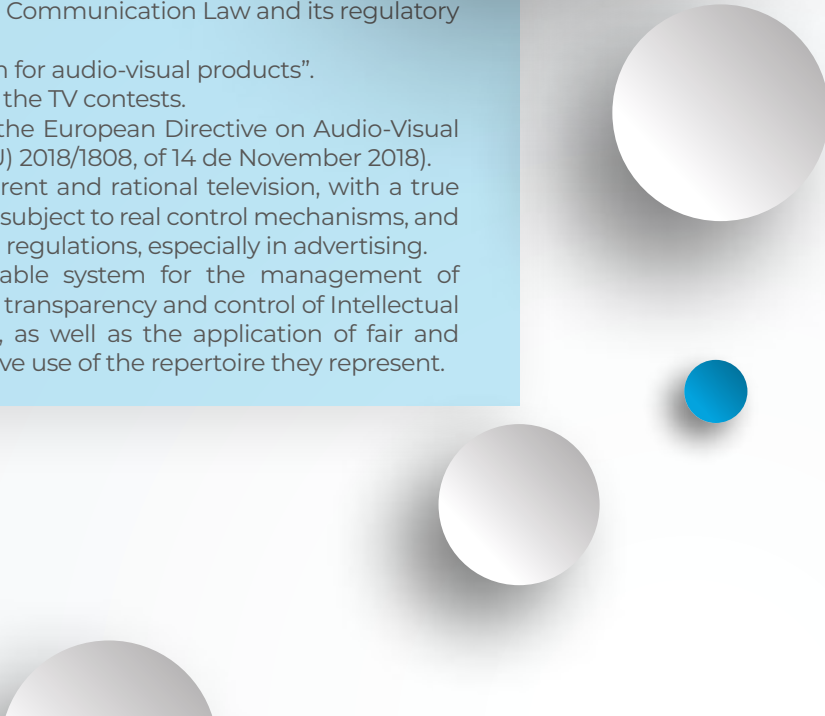 Communication Law and its regulatory
for audio-visual products”.
the TV contests.
the European Directive on Audio-Visual
2018/1808, of 14 de November 2018).
and rational television, with a true
subject to real control mechanisms, and
regulations, especially in advertising.
system for the management of
transparency and control of Intellectual
, as well as the application of fair and
use of the repertoire they represent.